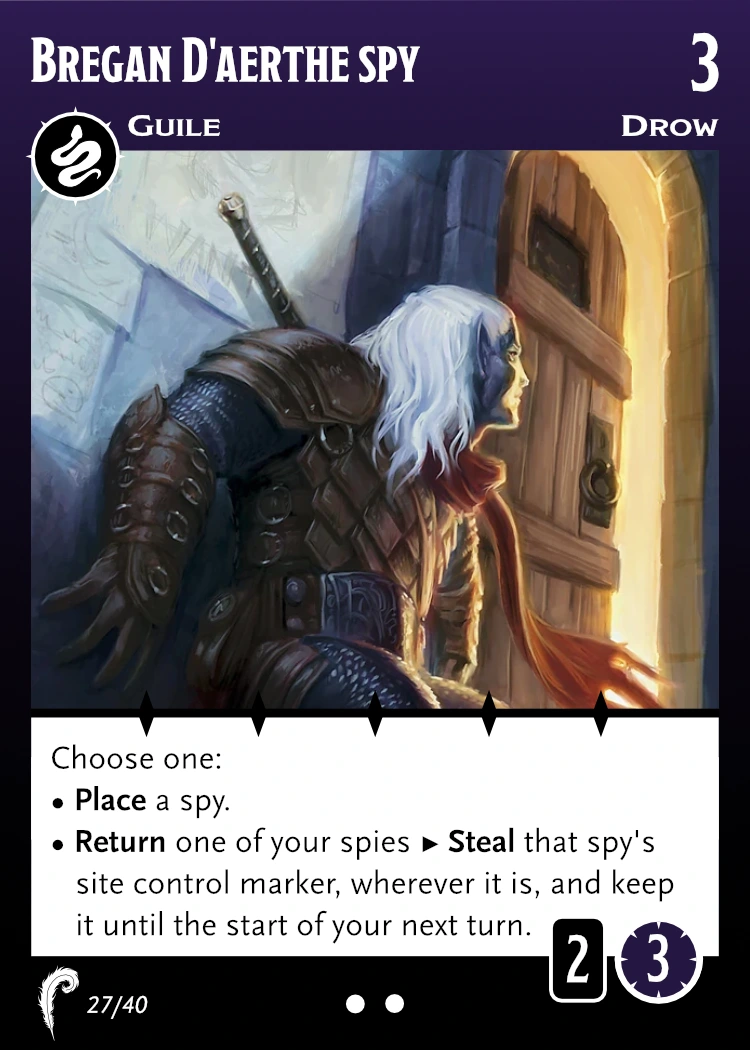 BREGAN D'AERTHE SPY 3
GUILE DROW
Choose one:
• Place a spy.
• Return one of your spies ▸ Steal that spy's
site control marker, wherever it is, and keep
it until the start of your next turn.
2 3
27/40